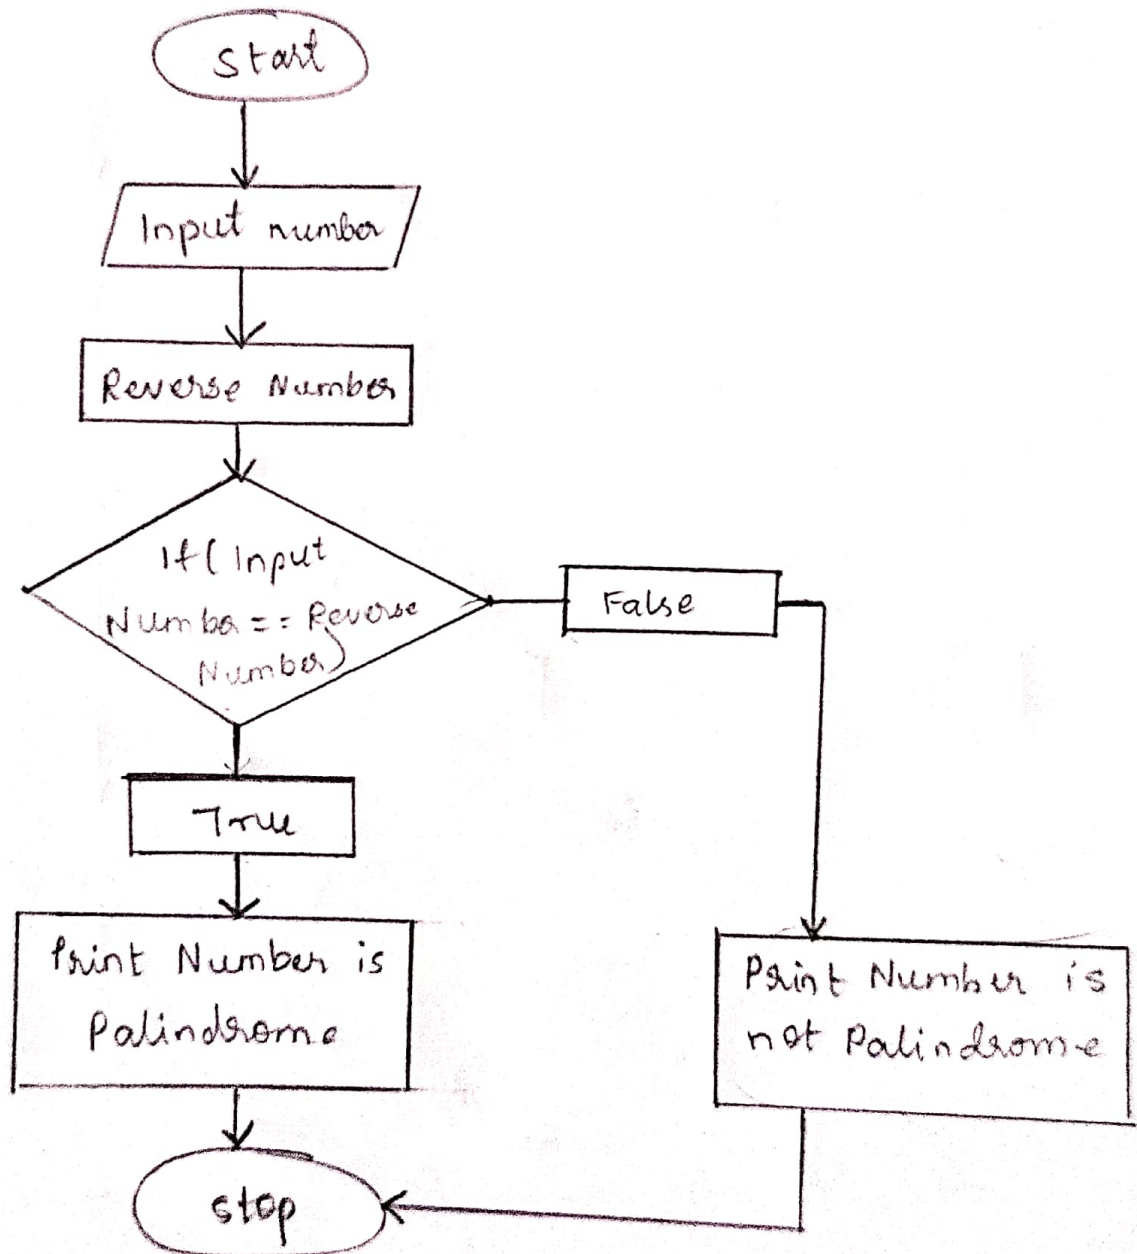 Start
Input number
Reverse Number
If( Input
Number == Reverse
Number)
False
True
Print Number is
Palindrome
Print Number is
not Palindrome
stop